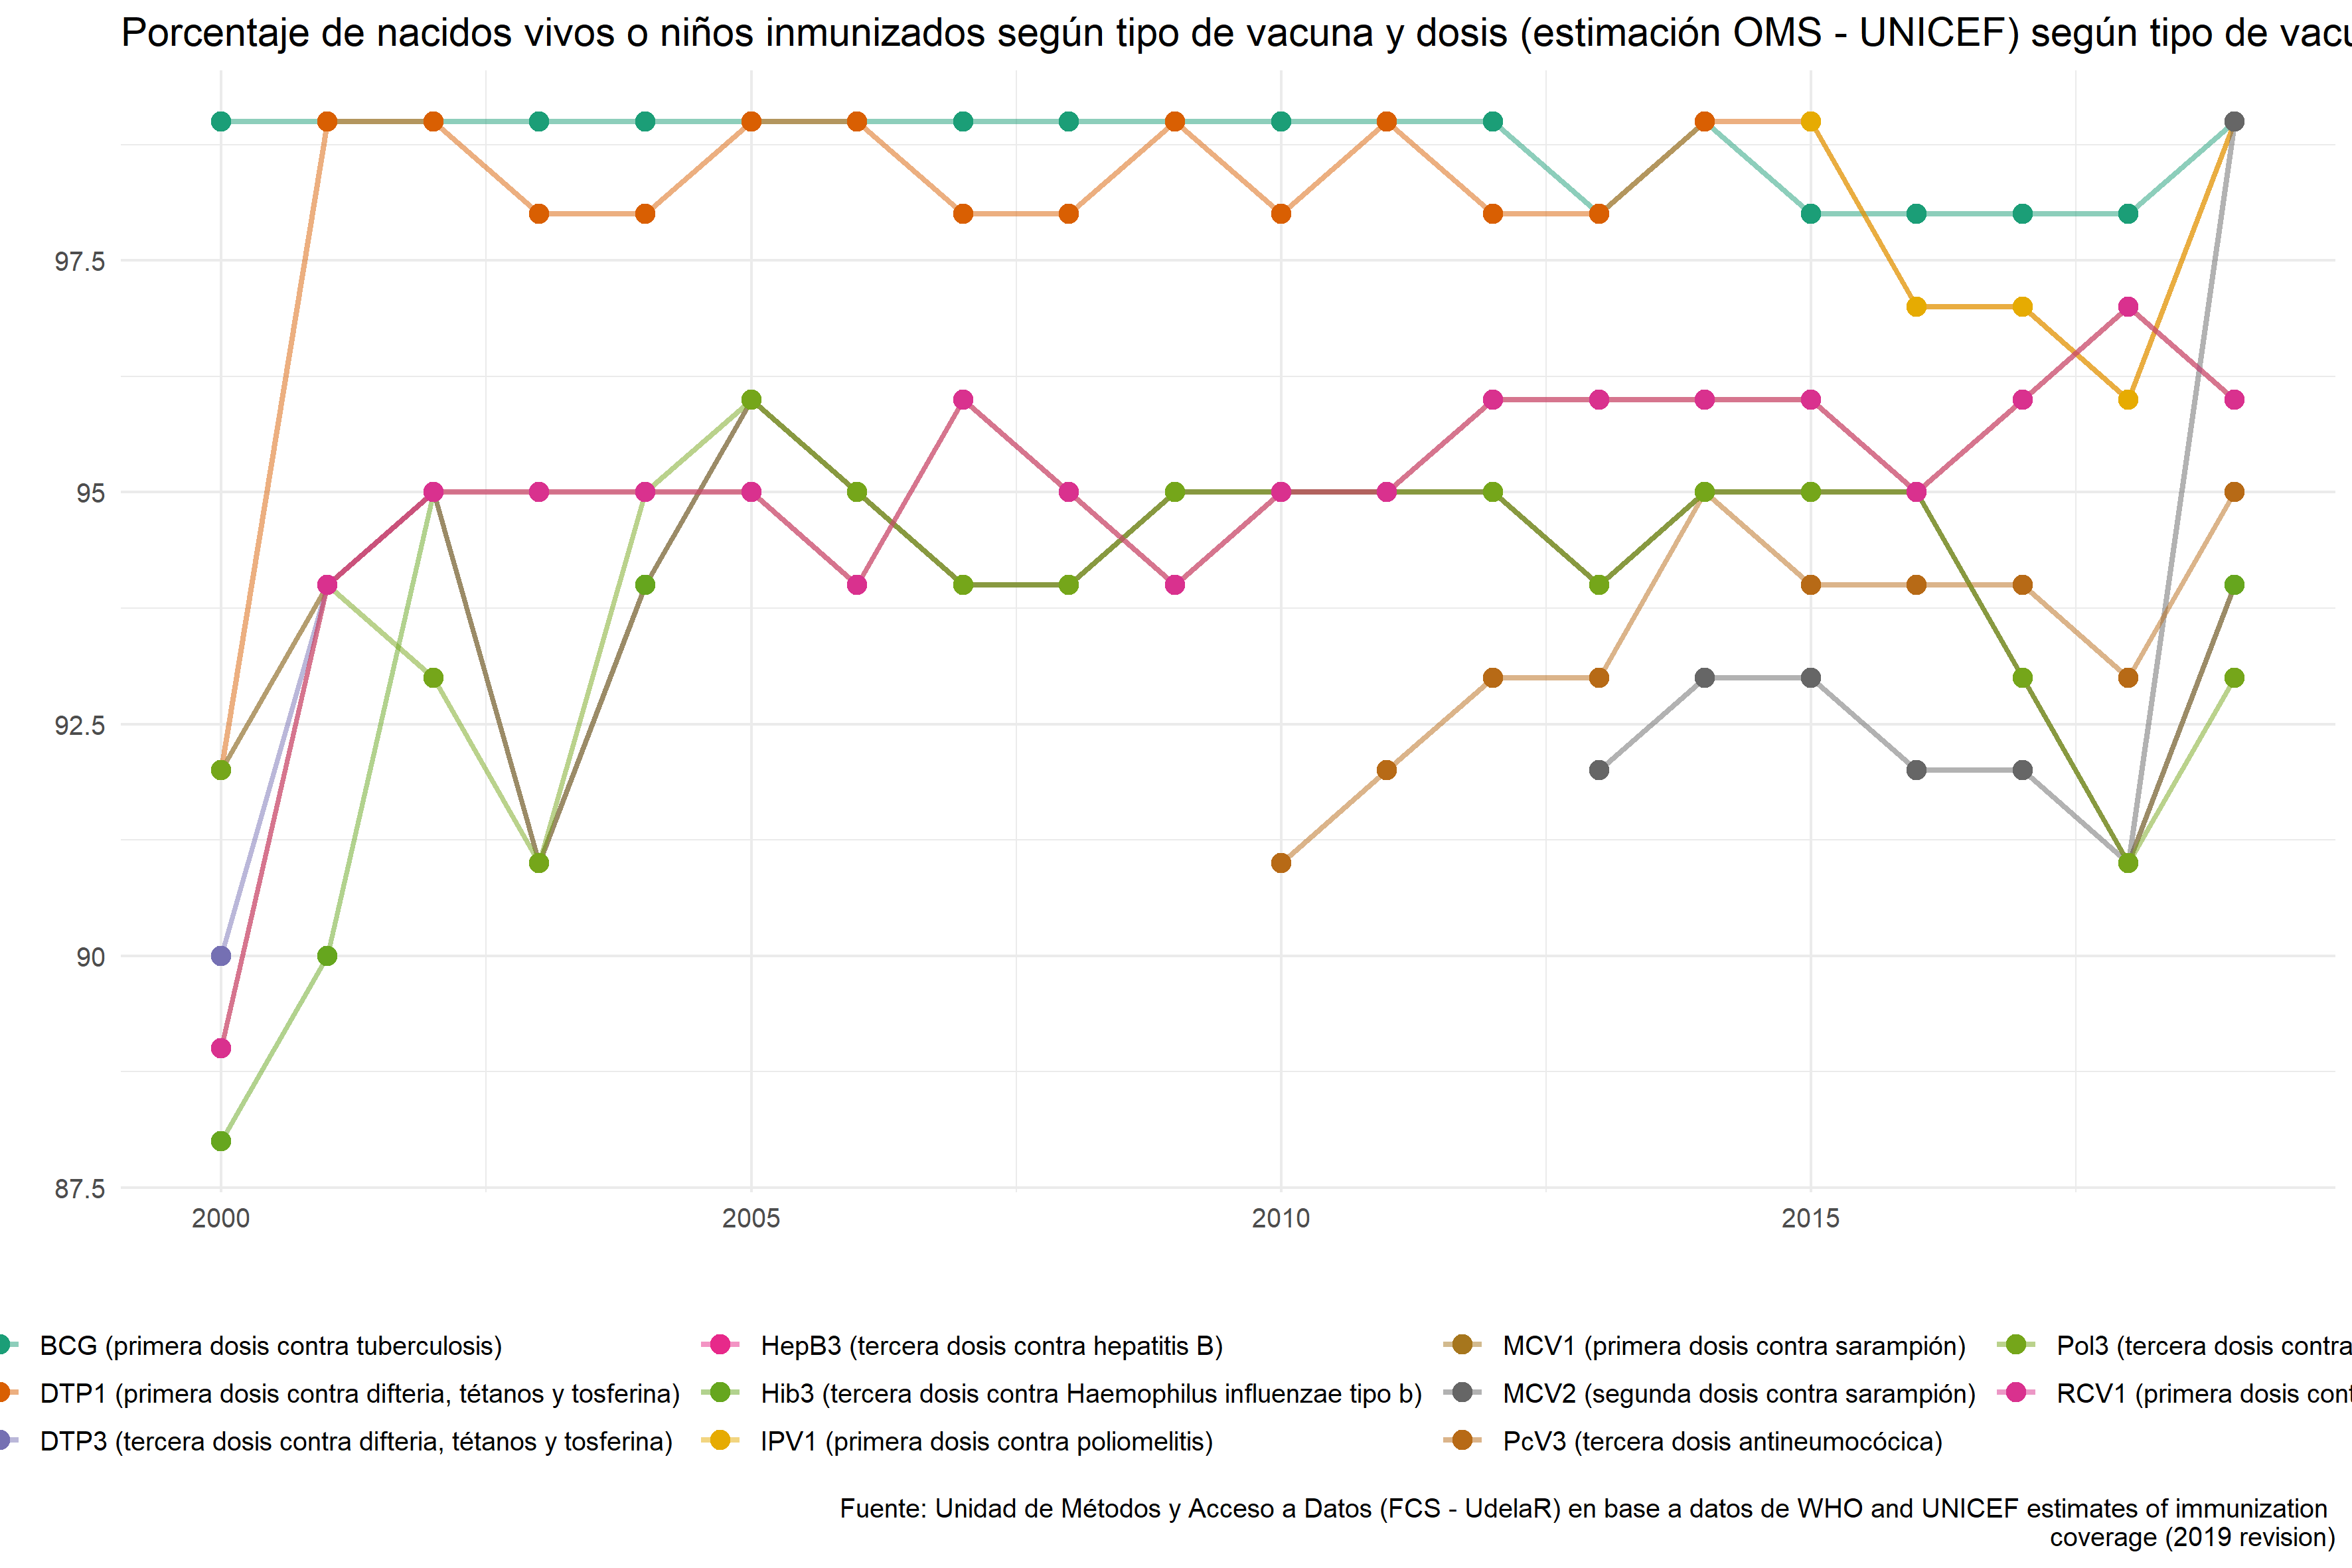 Porcentaje de nacidos vivos o niños inmunizados según tipo de vacuna y dosis (estimación OMS - UNICEF) según tipo de
97.5
95
92.5
90
87.5
2000 2005 2010 2015
BCG (primera dosis contra tuberculosis) HepB3 (tercera dosis contra hepatitis B) MCV1 (primera dosis contra sarampión) Pol3 (tercera dosis contra
DTP1 (primera dosis contra difteria, tétanos y tosferina) Hib3 (tercera dosis contra Haemophilus influenzae tipo b) MCV2 (segunda dosis contra sarampión) RCV1 (primera dosis
DTP3 (tercera dosis contra difteria, tétanos y tosferina) IPV1 (primera dosis contra poliomelitis) PcV3 (tercera dosis antineumocócica)
Fuente: Unidad de Métodos y Acceso a Datos (FCS - UdelaR) en base a datos de WHO and UNICEF estimates of immunization
coverage (2019 revision)